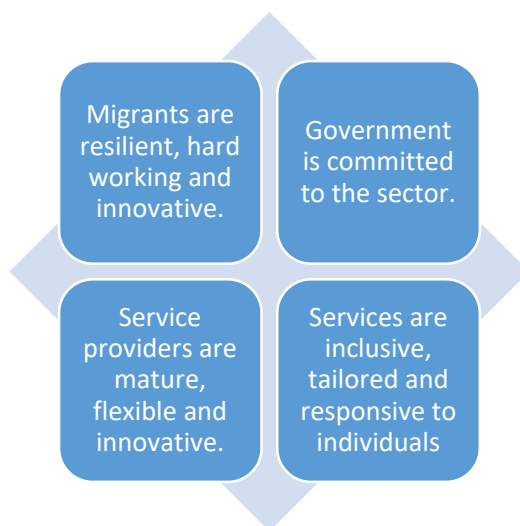 Migrants are
resilient, hard
working and
innovative.
Government
is committed
to the sector.
Service
providers are
mature,
flexible and
innovative.
Services are
inclusive,
tailored and
responsive to
individuals